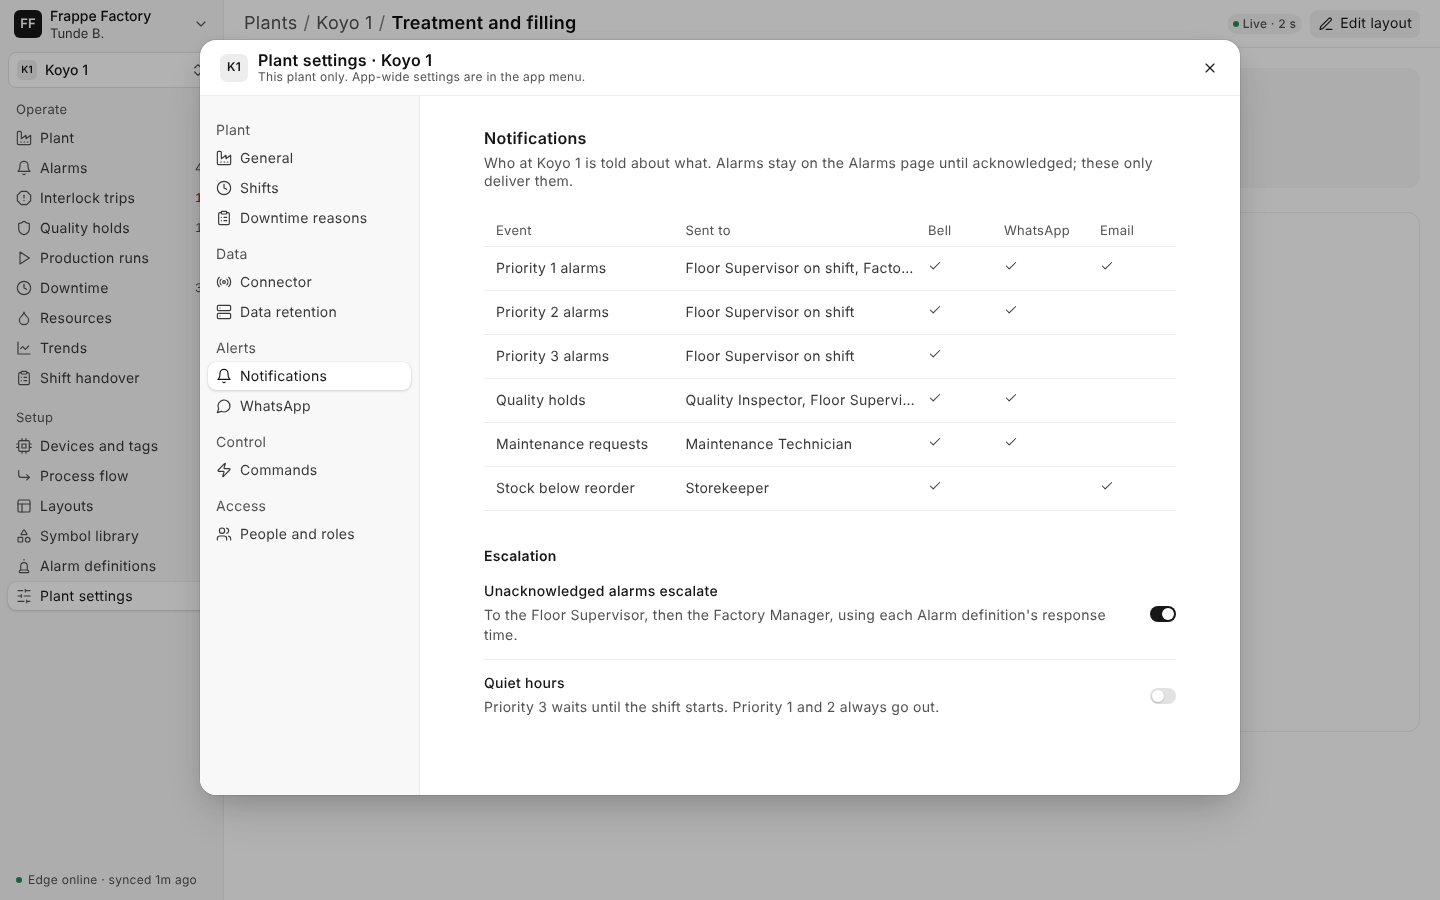 FF
Frappe Factory
Tunde B.
Plants / Koyo 1 / Treatment and filling
Live · 2 s
Edit layout
K1
Koyo 1
Operate
Plant
Alarms
Interlock trips
Quality holds
Production runs
Downtime
Resources
Trends
Shift handover
Setup
Devices and tags
Process flow
Layouts
Symbol library
Alarm definitions
Plant settings
Edge online · synced 1m ago
K1
Plant settings · Koyo 1
This plant only. App-wide settings are in the app menu.
Plant
General
Shifts
Downtime reasons
Data
Connector
Data retention
Alerts
Notifications
WhatsApp
Control
Commands
Access
People and roles
Notifications
Who at Koyo 1 is told about what. Alarms stay on the Alarms page until acknowledged; these only
deliver them.
Event Sent to Bell WhatsApp Email
Priority 1 alarms Floor Supervisor on shift, Facto...
Priority 2 alarms Floor Supervisor on shift
Priority 3 alarms Floor Supervisor on shift
Quality holds Quality Inspector, Floor Supervi...
Maintenance requests Maintenance Technician
Stock below reorder Storekeeper
Escalation
Unacknowledged alarms escalate
To the Floor Supervisor, then the Factory Manager, using each Alarm definition's response
time.
Quiet hours
Priority 3 waits until the shift starts. Priority 1 and 2 always go out.